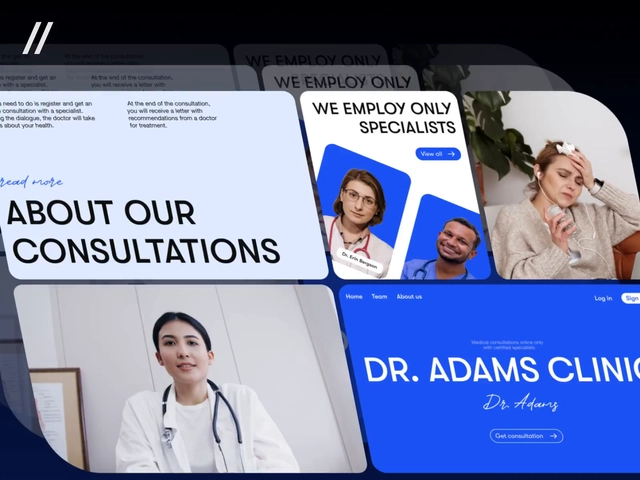 WE EMPLOY ONLY
WE EMPLOY ONLY
need to do is register and get an
consultation with a specialist.
the dialogue, the doctor will take
about your health.
At the end of the consultation,
you will receive a letter with
recommendations from a doctor
for treatment.
read more
ABOUT OUR
CONSULTATIONS
WE EMPLOY ONLY
SPECIALISTS
View all
Dr. Erin Bergson
Home Team About us
Log in Sign
Medical consultations online only
with certified specialists
DR. ADAMS CLINIC
Dr. Adams
Get consultation